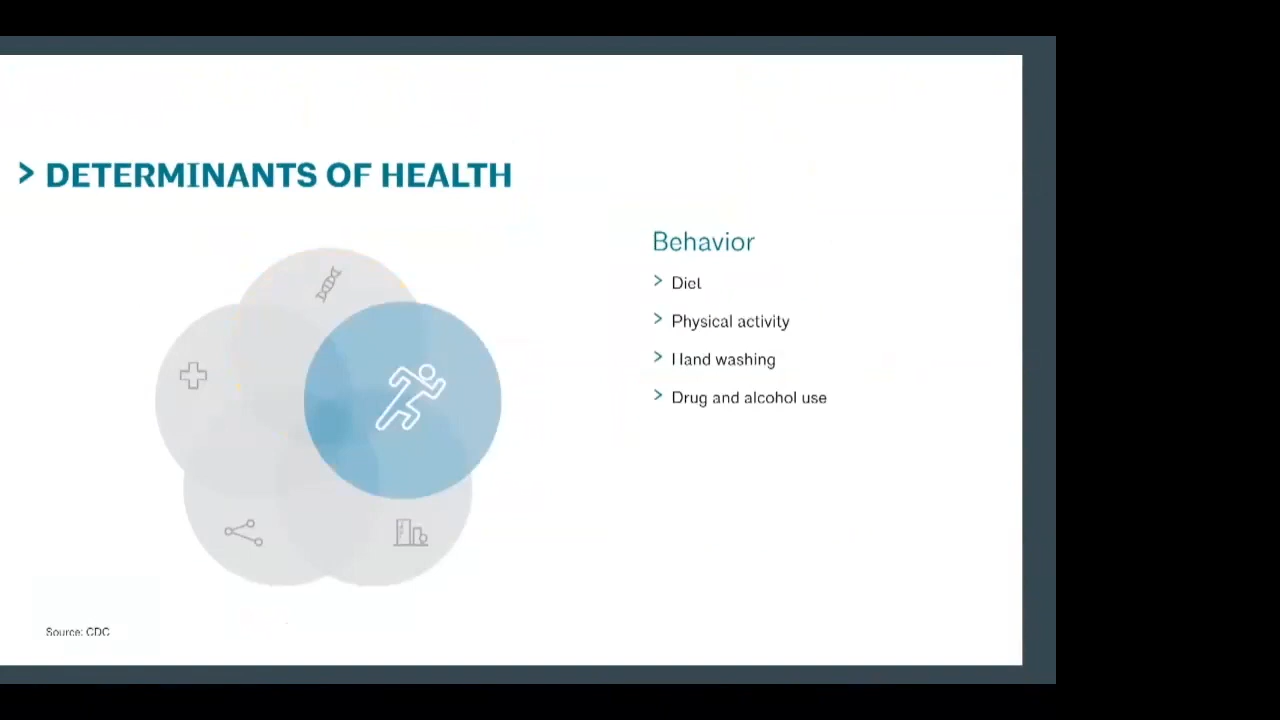 > DETERMINANTS OF HEALTH
Behavior
> Diet
> Physical activity
> Hand washing
> Drug and alcohol use
Source: CDC